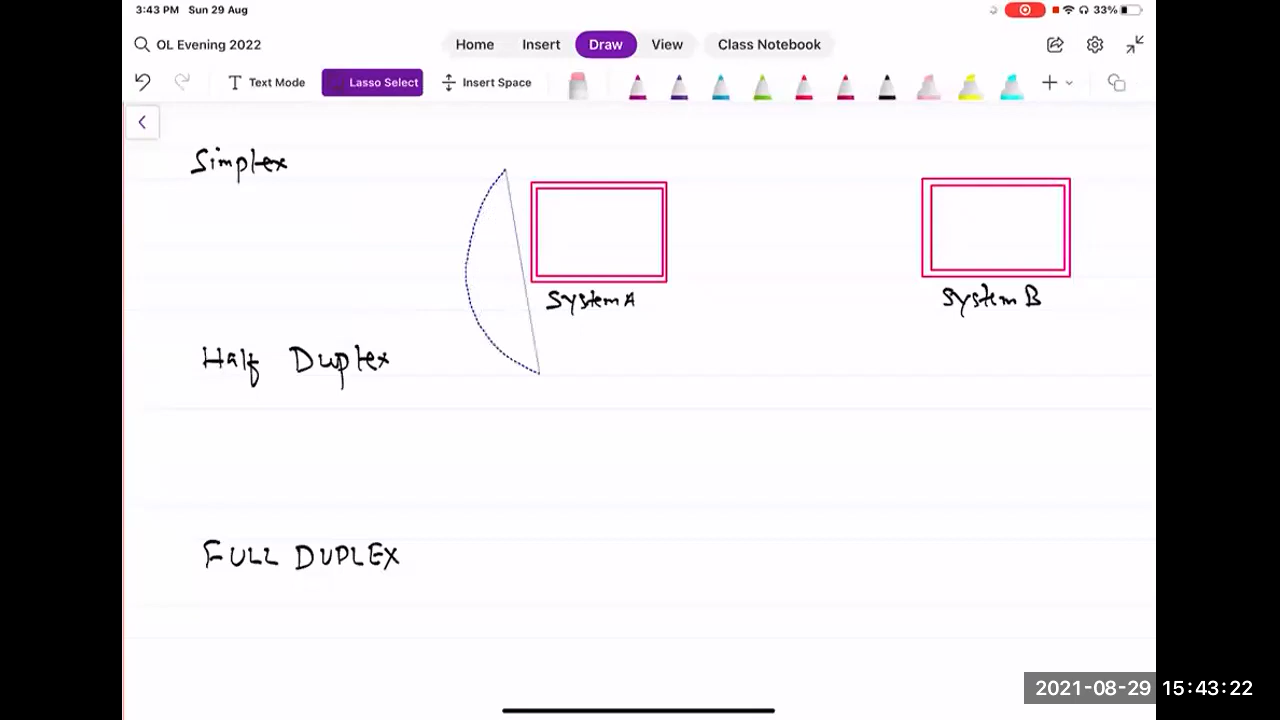 3:43 PM Sun 29 Aug
33%
OL Evening 2022
Home Insert Draw View Class Notebook
Text Mode Lasso Select Insert Space
Simplex
System A
System B
Half Duplex
FULL DUPLEX
2021-08-29 15:43:22